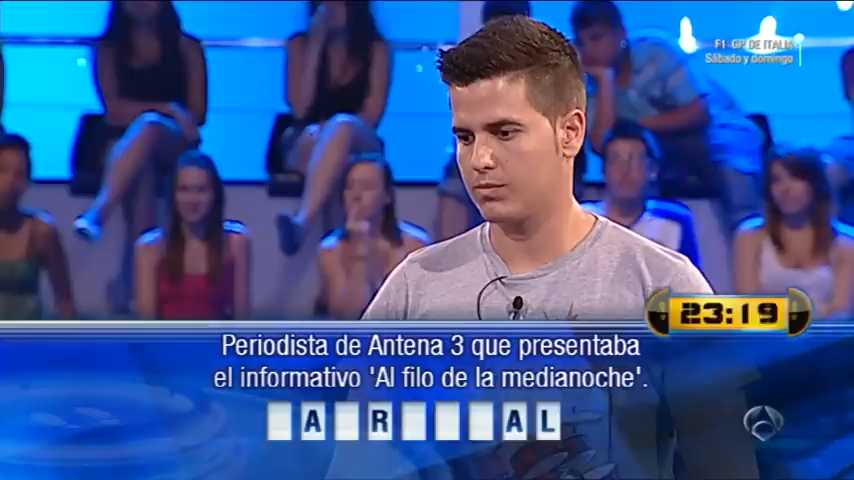 F1 GP DE ITALIA
Sábado y domingo
23:19
Periodista de Antena 3 que presentaba
el informativo 'Al filo de la medianoche'.
A R AL